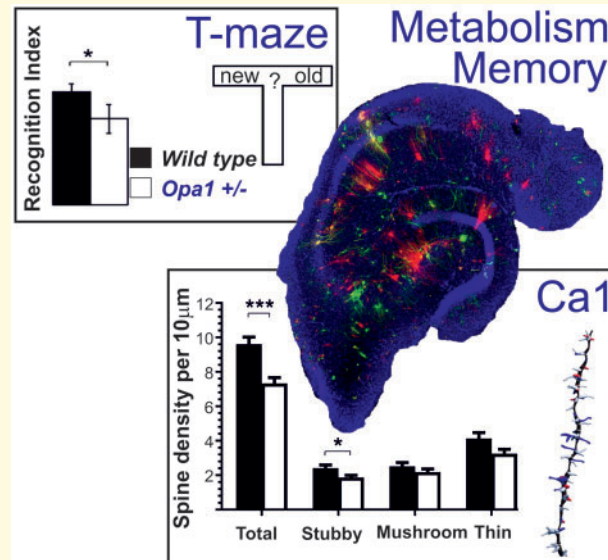 T-maze
Metabolism
Memory
Recognition Index
*
new ? old
Wild type
Opa1 +/-
Ca1
Spine density per 10µm
12
10
8
6
4
2
***
*
Total Stubby Mushroom Thin